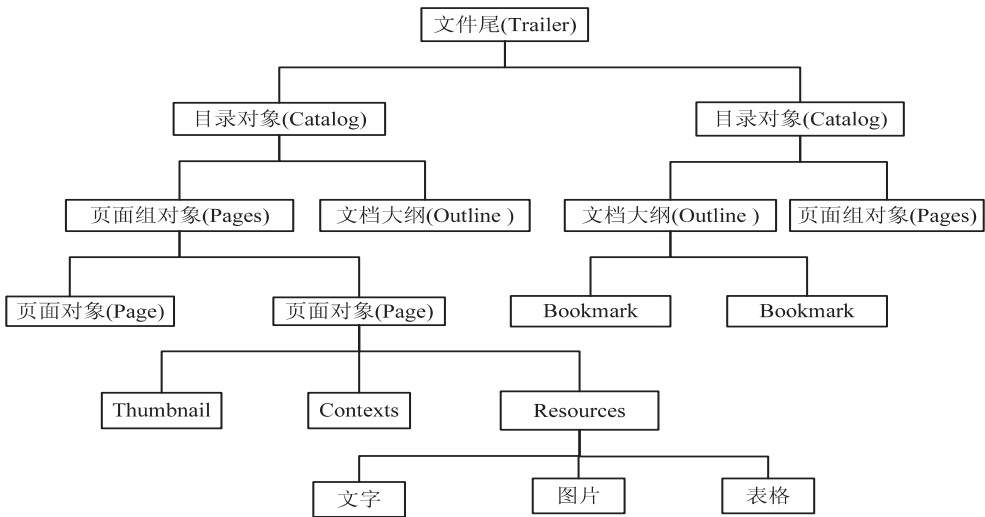 文件尾(Trailer)
目录对象(Catalog)
目录对象(Catalog)
页面组对象(Pages)
文档大纲(Outline )
文档大纲(Outline )
页面组对象(Pages)
页面对象(Page)
页面对象(Page)
Bookmark
Bookmark
Thumbnail
Contexts
Resources
文字
图片
表格